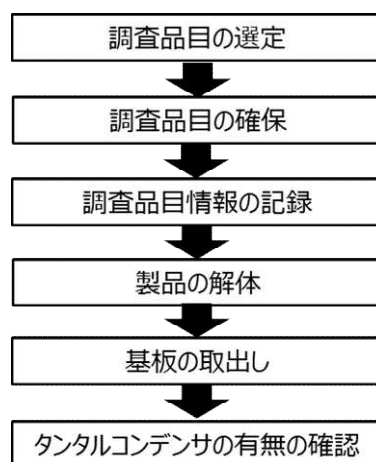 調査品目の選定
調査品目の確保
調査品目情報の記録
製品の解体
基板の取出し
タンタルコンデンサの有無の確認